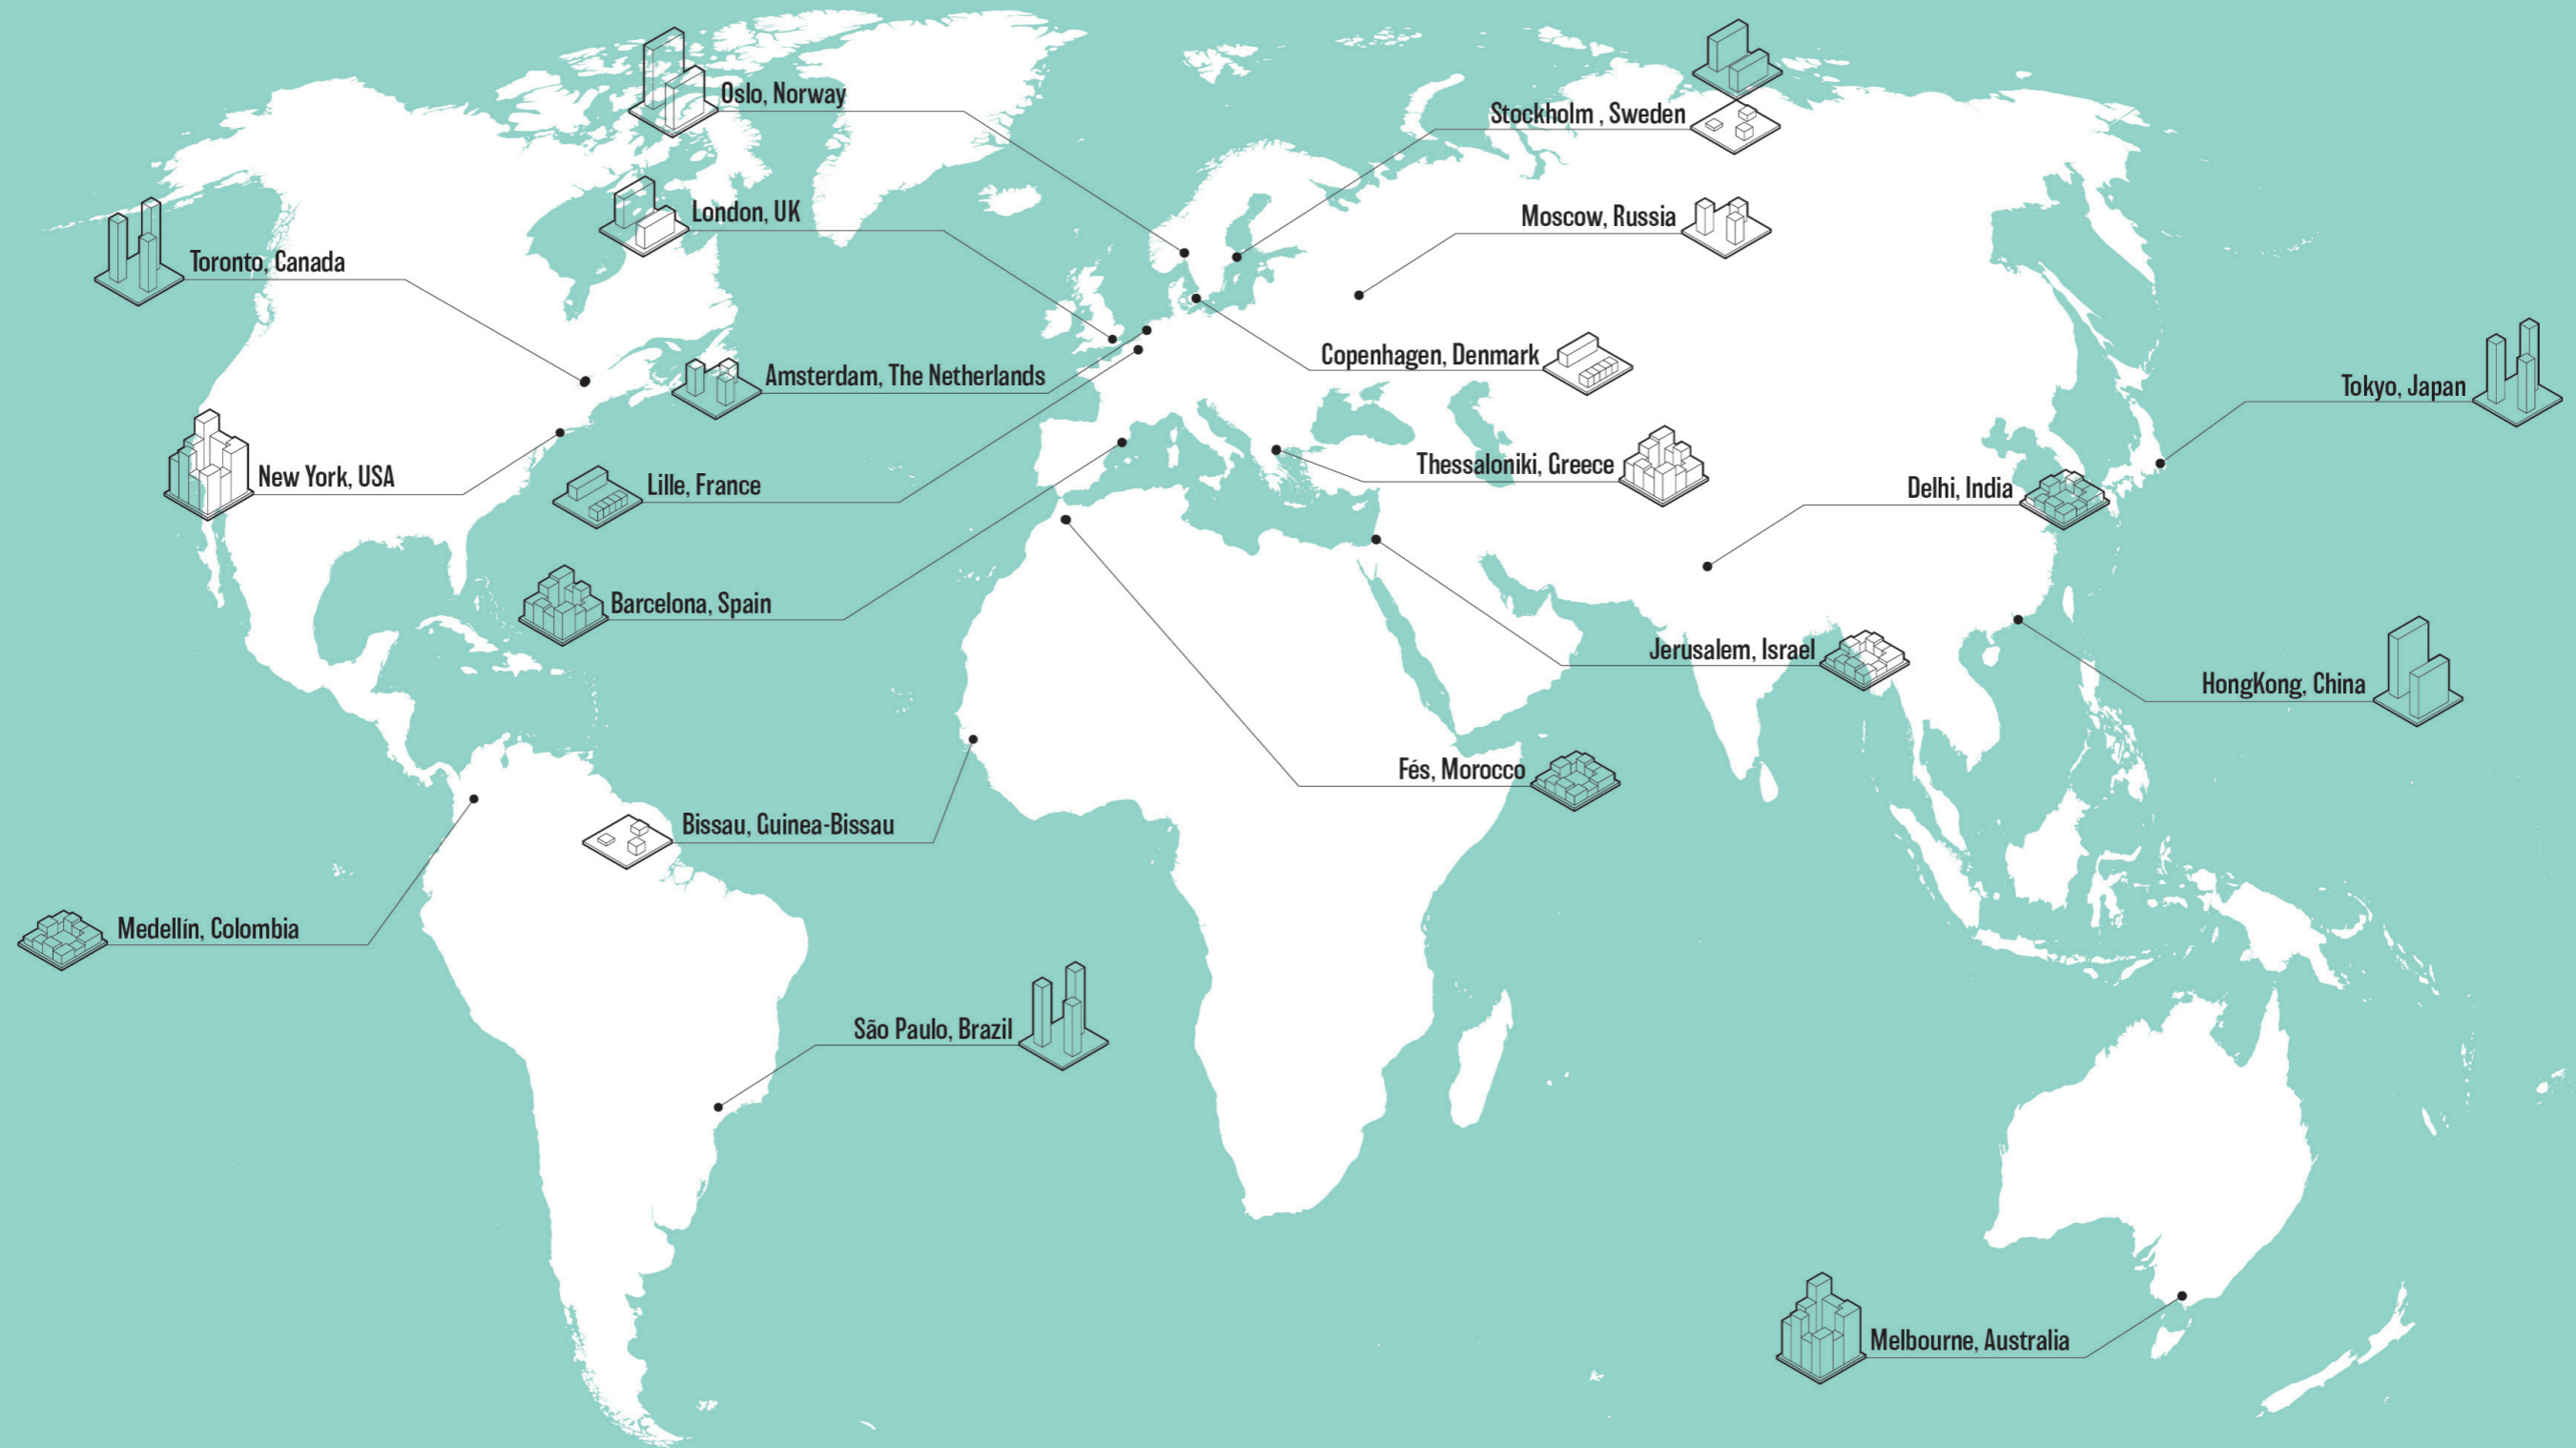 Oslo, Norway
Stockholm , Sweden
London, UK
Moscow, Russia
Toronto, Canada
Copenhagen, Denmark
Amsterdam, The Netherlands
Tokyo, Japan
Thessaloniki, Greece
New York, USA
Lille, France
Delhi, India
Barcelona, Spain
Jerusalem, Israel
HongKong, China
Fés, Morocco
Bissau, Guinea-Bissau
Medellín, Colombia
São Paulo, Brazil
Melbourne, Australia